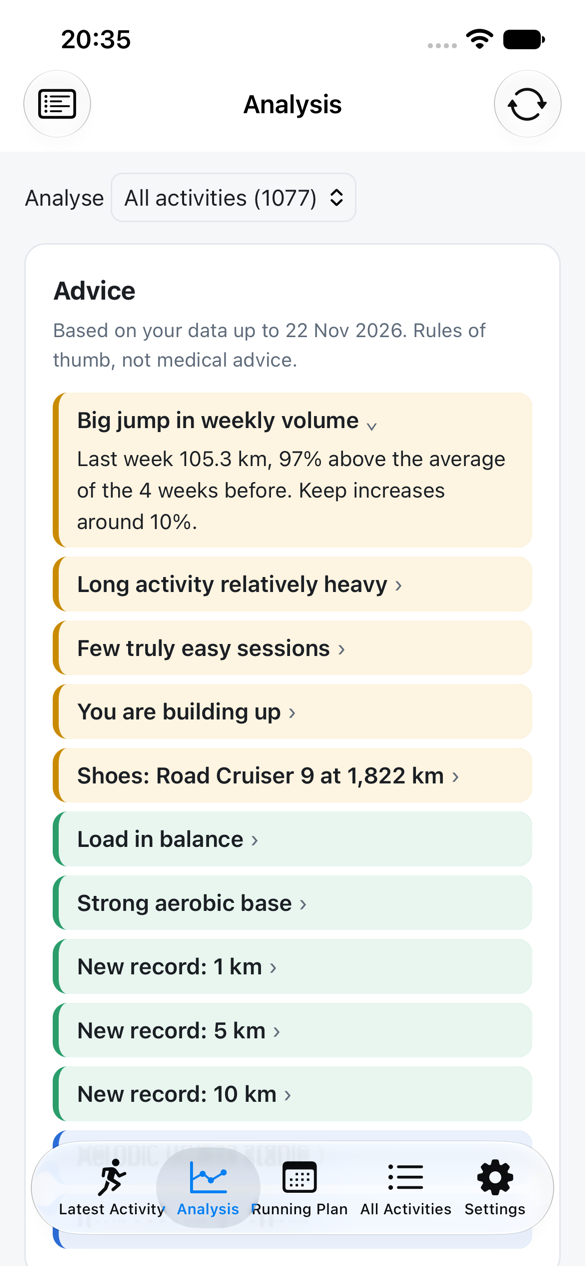 20:35
Analysis
Analyse All activities (1077)
Advice
Based on your data up to 22 Nov 2026. Rules of
thumb, not medical advice.
Big jump in weekly volume
Last week 105.3 km, 97% above the average
of the 4 weeks before. Keep increases
around 10%.
Long activity relatively heavy ›
Few truly easy sessions ›
You are building up ›
Shoes: Road Cruiser 9 at 1,822 km ›
Load in balance ›
Strong aerobic base ›
New record: 1 km ›
New record: 5 km ›
New record: 10 km ›
Latest Activity Analysis Running Plan All Activities Settings